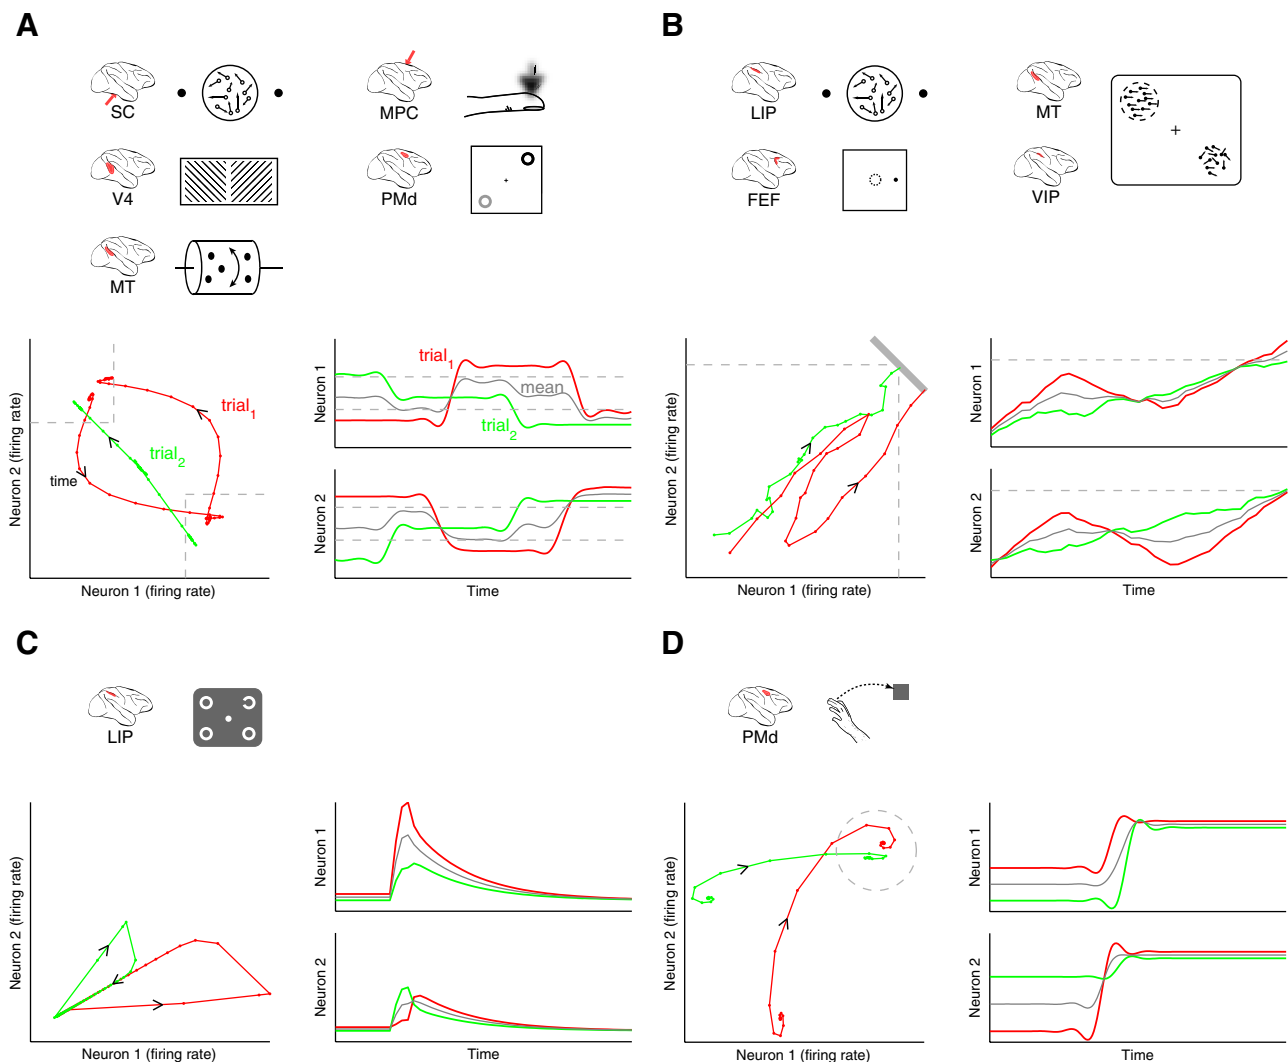 A
SC
MPC
V4
PMd
MT
Neuron 2 (firing rate)
trial1
trial2
time
Neuron 1 (firing rate)
Neuron 1
trial1
mean
trial2
Neuron 2
Time
B
LIP
MT
FEF
VIP
Neuron 2 (firing rate)
Neuron 1 (firing rate)
Neuron 1
Neuron 2
Time
C
LIP
Neuron 2 (firing rate)
Neuron 1 (firing rate)
Neuron 1
Neuron 2
Time
D
PMd
Neuron 2 (firing rate)
Neuron 1 (firing rate)
Neuron 1
Neuron 2
Time